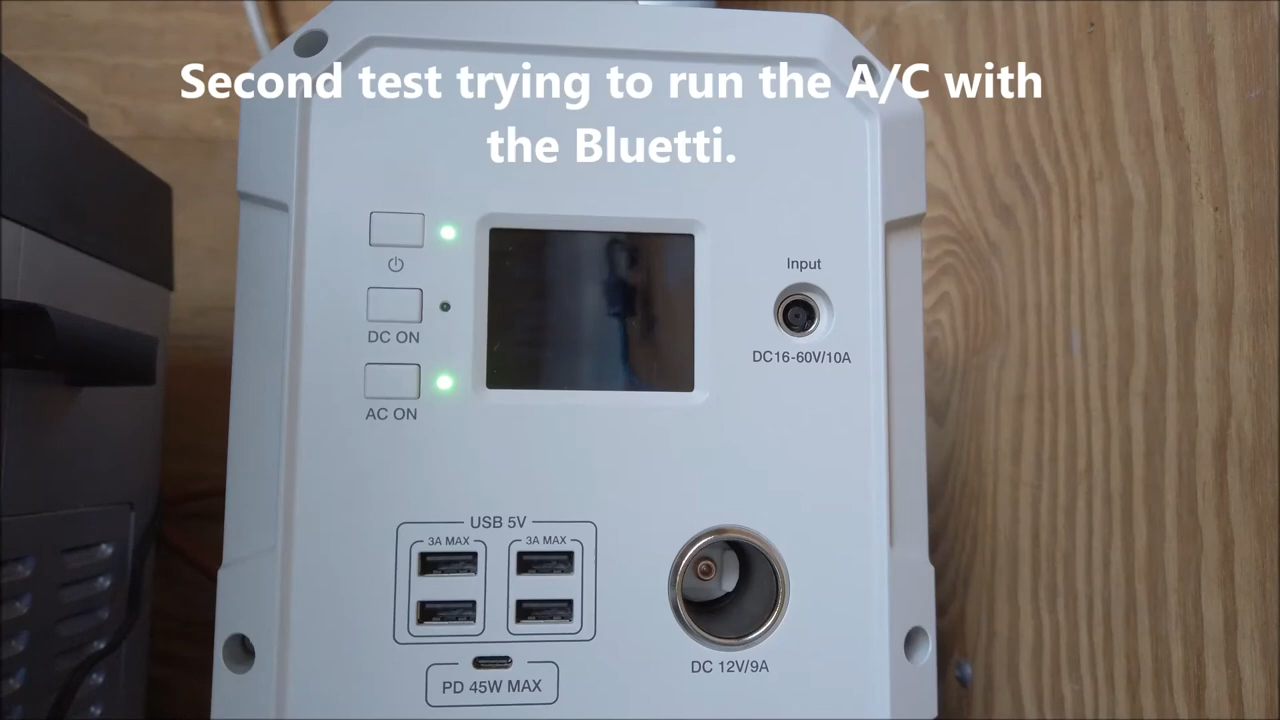 Second test trying to run the A/C with
the Bluetti.
Input
DC ON
DC16-60V/10A
AC ON
USB 5V
3A MAX
3A MAX
DC 12V/9A
PD 45W MAX